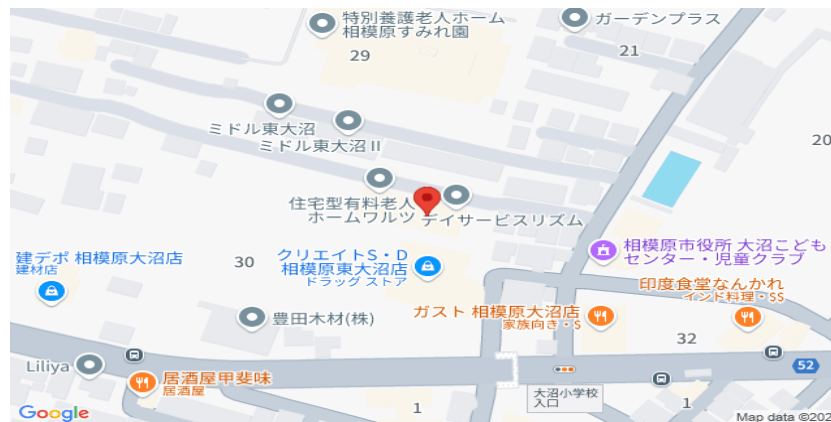 特別養護老人ホーム
相模原すみれ園
ガーデンプラス
29
21
20
ミドル東大沼
ミドル東大沼Ⅱ
住宅型有料老人
ホームワルツ
デイサービスリズム
建デポ 相模原大沼店
建材店
30
クリエイトS・D
相模原東大沼店
ドラッグ ストア
相模原市役所 大沼こども
センター・児童クラブ
印度食堂なんかれ
インド料理・$$
ガスト 相模原大沼店
家族向き・$
豊田木材(株)
32
Liliya
居酒屋甲斐味
居酒屋
52
大沼小学校
入口
1
1
Google
Map data ©202